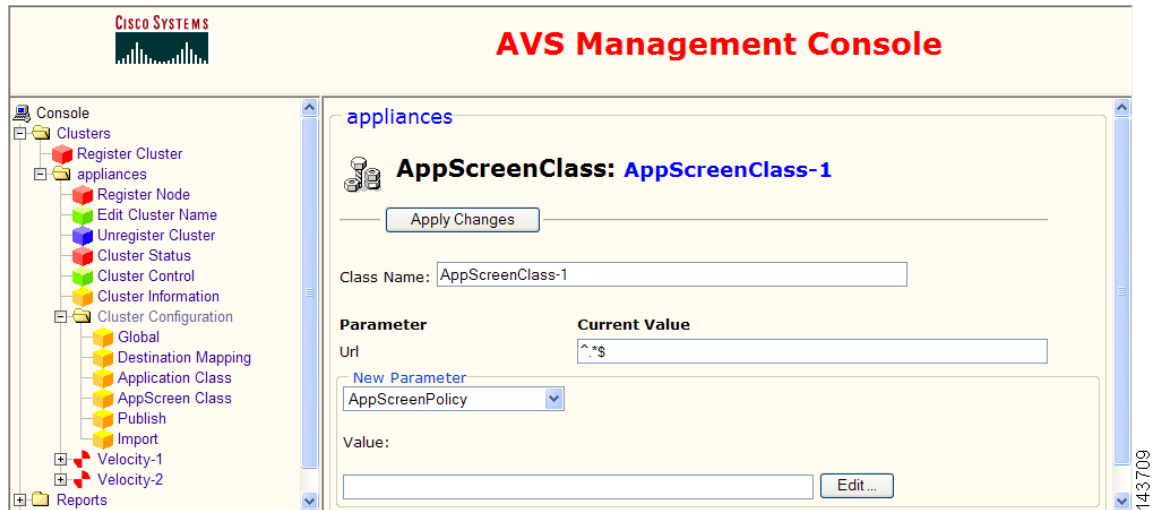 CISCO SYSTEMS
AVS Management Console
Console
Clusters
Register Cluster
appliances
Register Node
Edit Cluster Name
Unregister Cluster
Cluster Status
Cluster Control
Cluster Information
Cluster Configuration
Global
Destination Mapping
Application Class
AppScreen Class
Publish
Import
Velocity-1
Velocity-2
Reports
appliances
AppScreenClass: AppScreenClass-1
Apply Changes
Class Name: AppScreenClass-1
Parameter Current Value
Url ^.*$
New Parameter
AppScreenPolicy
Value:
Edit...
143709